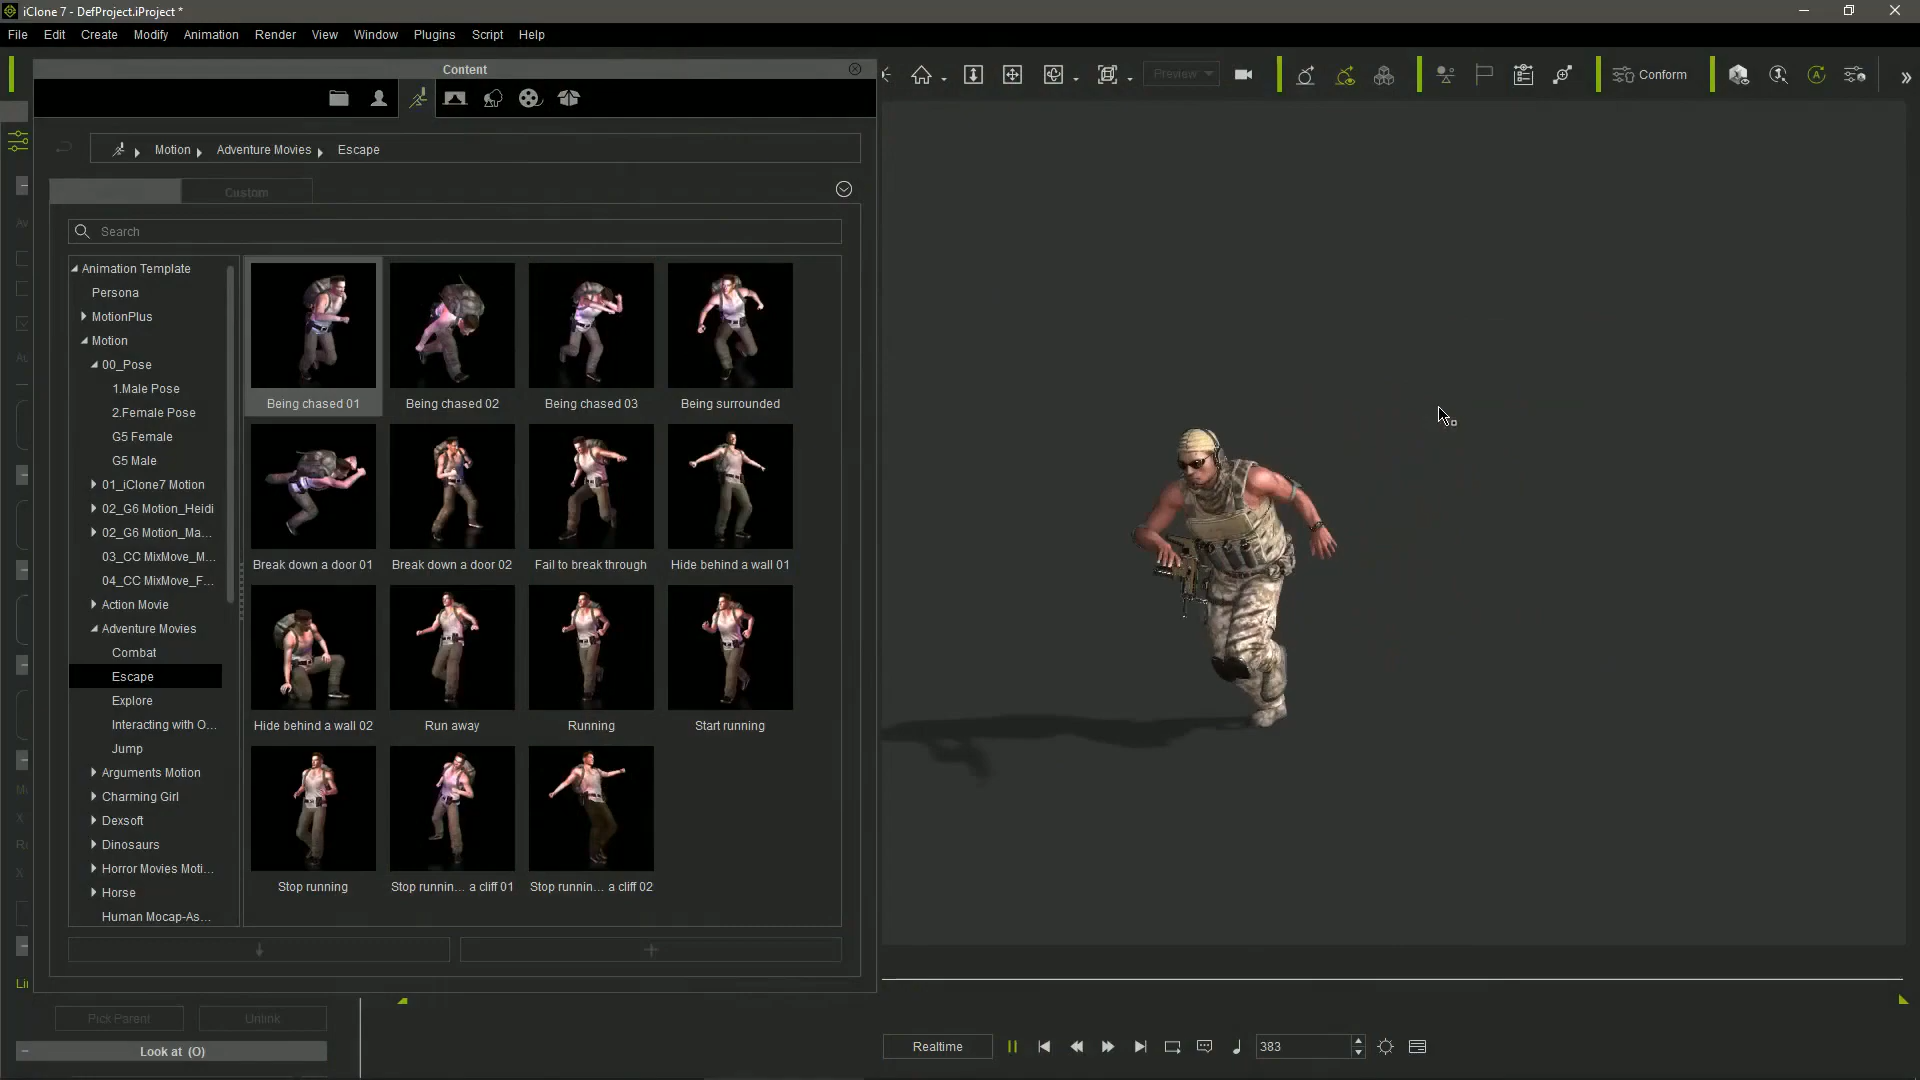 iClone 7 - DefProject.iProject *
File Edit Create Modify Animation Render View Window Plugins Script Help
Content
Preview
Conform
Motion Adventure Movies Escape
Custom
Search
Animation Template
Persona
MotionPlus
Motion
00_Pose
1.Male Pose
2.Female Pose
G5 Female
G5 Male
01_iClone7 Motion
02_G6 Motion_Heidi
02_G6 Motion_Ma...
03_CC MixMove_M...
04_CC MixMove_F...
Action Movie
Adventure Movies
Combat
Escape
Explore
Interacting with O...
Jump
Arguments Motion
Charming Girl
Dexsoft
Dinosaurs
Horror Movies Moti...
Horse
Human Mocap-As...
Being chased 01 Being chased 02 Being chased 03 Being surrounded
Break down a door 01 Break down a door 02 Fail to break through Hide behind a wall 01
Hide behind a wall 02 Run away Running Start running
Stop running Stop runnin... a cliff 01 Stop runnin... a cliff 02
Pick Parent Unlink
Look at (O)
Realtime 383